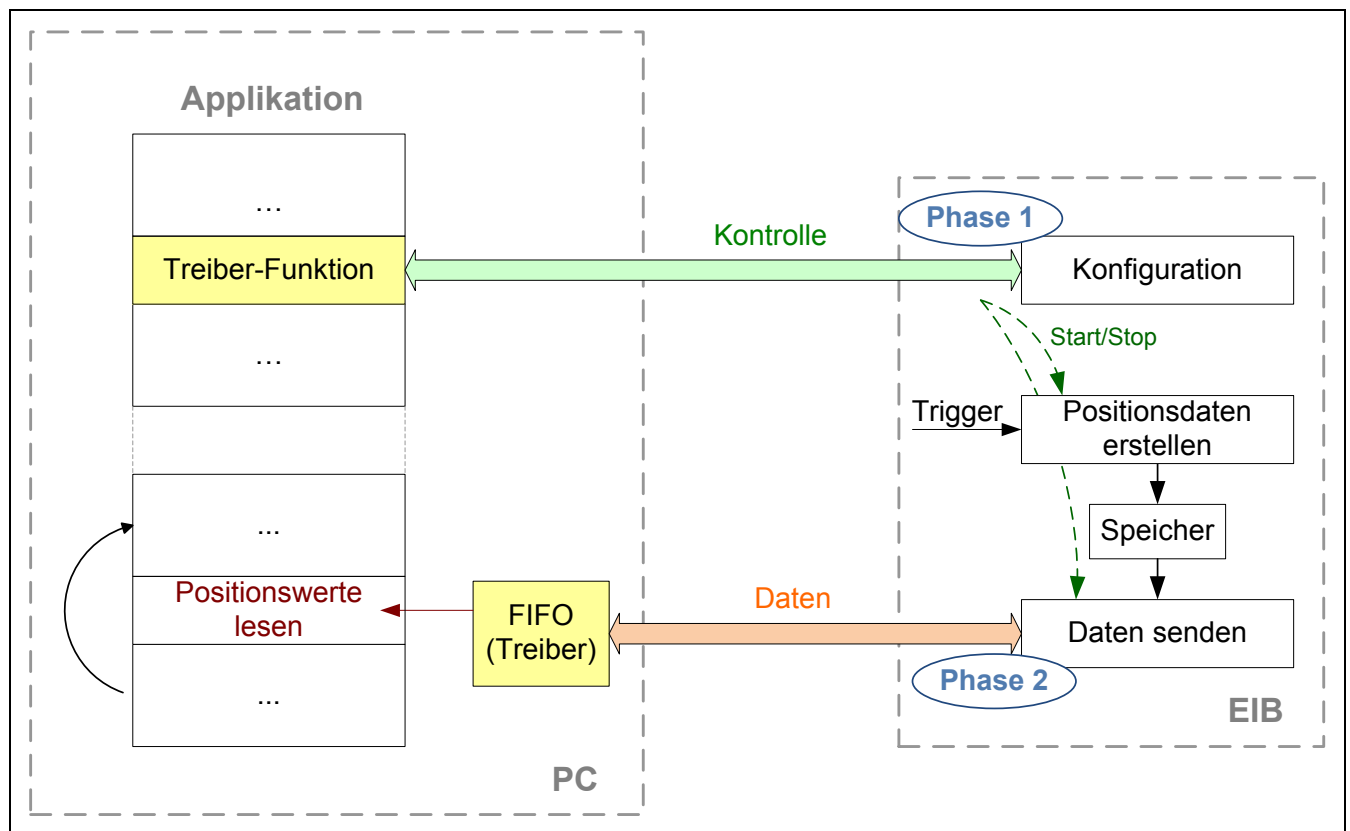 Applikation
...
Treiber-Funktion
...
...
Positionswerte
lesen
...
FIFO
(Treiber)
PC
Kontrolle
Daten
Phase 1
Konfiguration
Start/Stop
Trigger
Positionsdaten
erstellen
Speicher
Daten senden
Phase 2
EIB